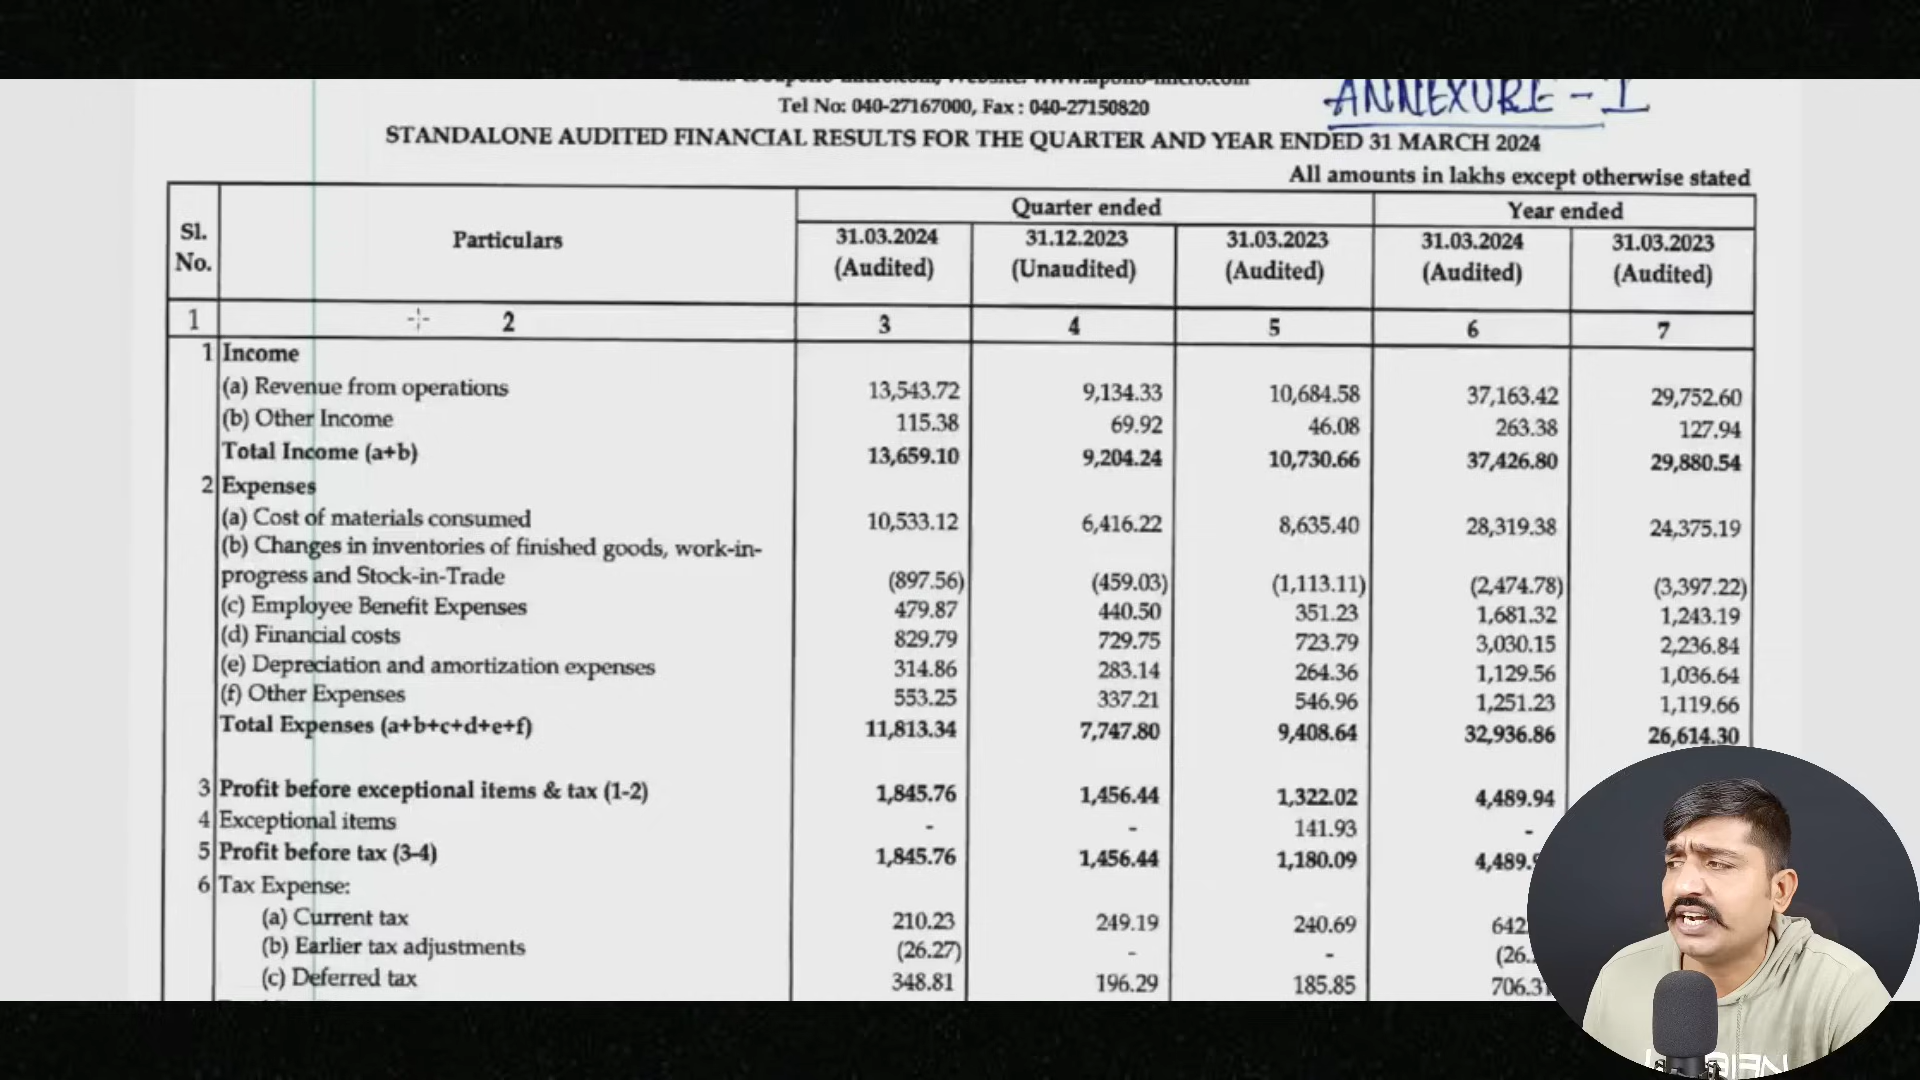 Tel No: 040-27167000, Fax : 040-27150820
ANNEXURE - I
STANDALONE AUDITED FINANCIAL RESULTS FOR THE QUARTER AND YEAR ENDED 31 MARCH 2024
All amounts in lakhs except otherwise stated
Sl. No. Particulars Quarter ended Year ended
31.03.2024 31.12.2023 31.03.2023 31.03.2024 31.03.2023
(Audited) (Unaudited) (Audited) (Audited) (Audited)
1 2 3 4 5 6 7
1 Income
(a) Revenue from operations 13,543.72 9,134.33 10,684.58 37,163.42 29,752.60
(b) Other Income 115.38 69.92 46.08 263.38 127.94
Total Income (a+b) 13,659.10 9,204.24 10,730.66 37,426.80 29,880.54
2 Expenses
(a) Cost of materials consumed 10,533.12 6,416.22 8,635.40 28,319.38 24,375.19
(b) Changes in inventories of finished goods, work-in-
progress and Stock-in-Trade (897.56) (459.03) (1,113.11) (2,474.78) (3,397.22)
(c) Employee Benefit Expenses 479.87 440.50 351.23 1,681.32 1,243.19
(d) Financial costs 829.79 729.75 723.79 3,030.15 2,236.84
(e) Depreciation and amortization expenses 314.86 283.14 264.36 1,129.56 1,036.64
(f) Other Expenses 553.25 337.21 546.96 1,251.23 1,119.66
Total Expenses (a+b+c+d+e+f) 11,813.34 7,747.80 9,408.64 32,936.86 26,614.30
3 Profit before exceptional items & tax (1-2) 1,845.76 1,456.44 1,322.02 4,489.94
4 Exceptional items - - 141.93 -
5 Profit before tax (3-4) 1,845.76 1,456.44 1,180.09 4,489.9
6 Tax Expense:
(a) Current tax 210.23 249.19 240.69 642.
(b) Earlier tax adjustments (26.27) - - (26.
(c) Deferred tax 348.81 196.29 185.85 706.3